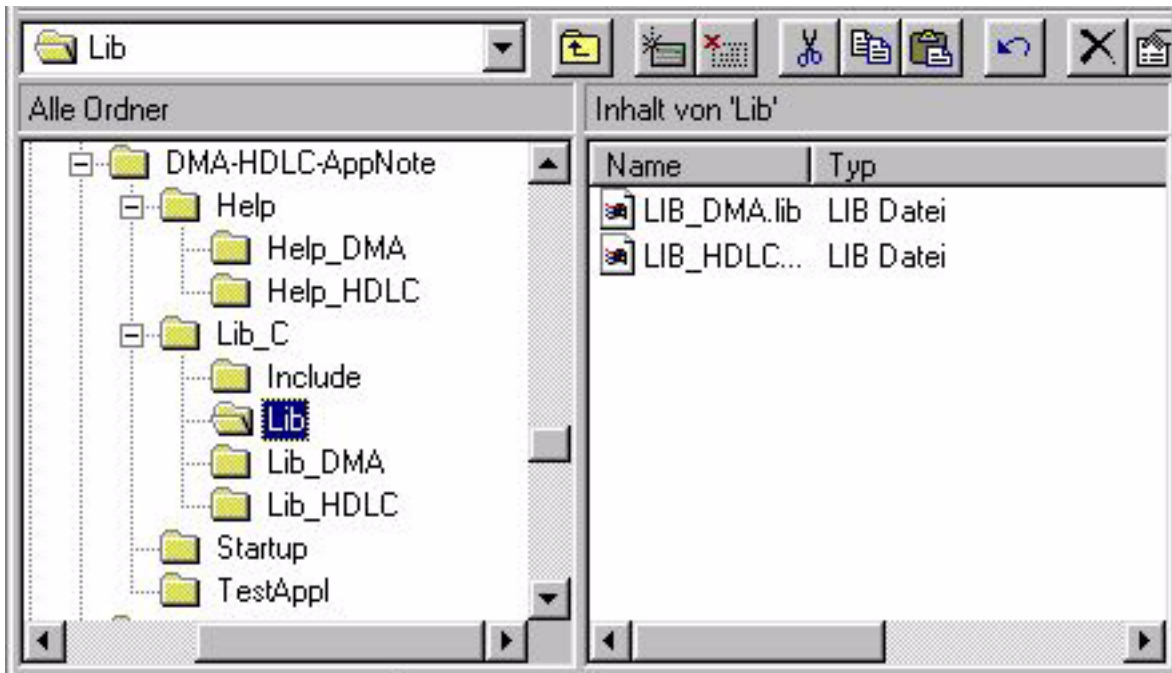 Lib
Alle Ordner
Inhalt von 'Lib'
DMA-HDLC-AppNote
Help
Help_DMA
Help_HDLC
Lib_C
Include
Lib
Lib_DMA
Lib_HDLC
Startup
TestAppl
Name Typ
LIB_DMA.lib LIB Datei
LIB_HDLC... LIB Datei